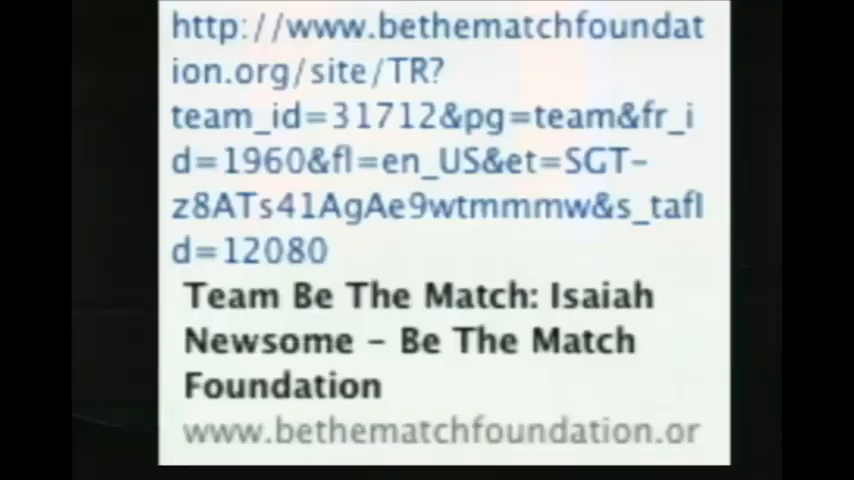 http://www.bethematchfoundat
ion.org/site/TR?
team_id=31712&pg=team&fr_i
d=1960&fl=en_US&et=SGT-
z8ATs41AgAe9wtmmmw&s_tafI
d=12080
Team Be The Match: Isaiah
Newsome - Be The Match
Foundation
www.bethematchfoundation.or